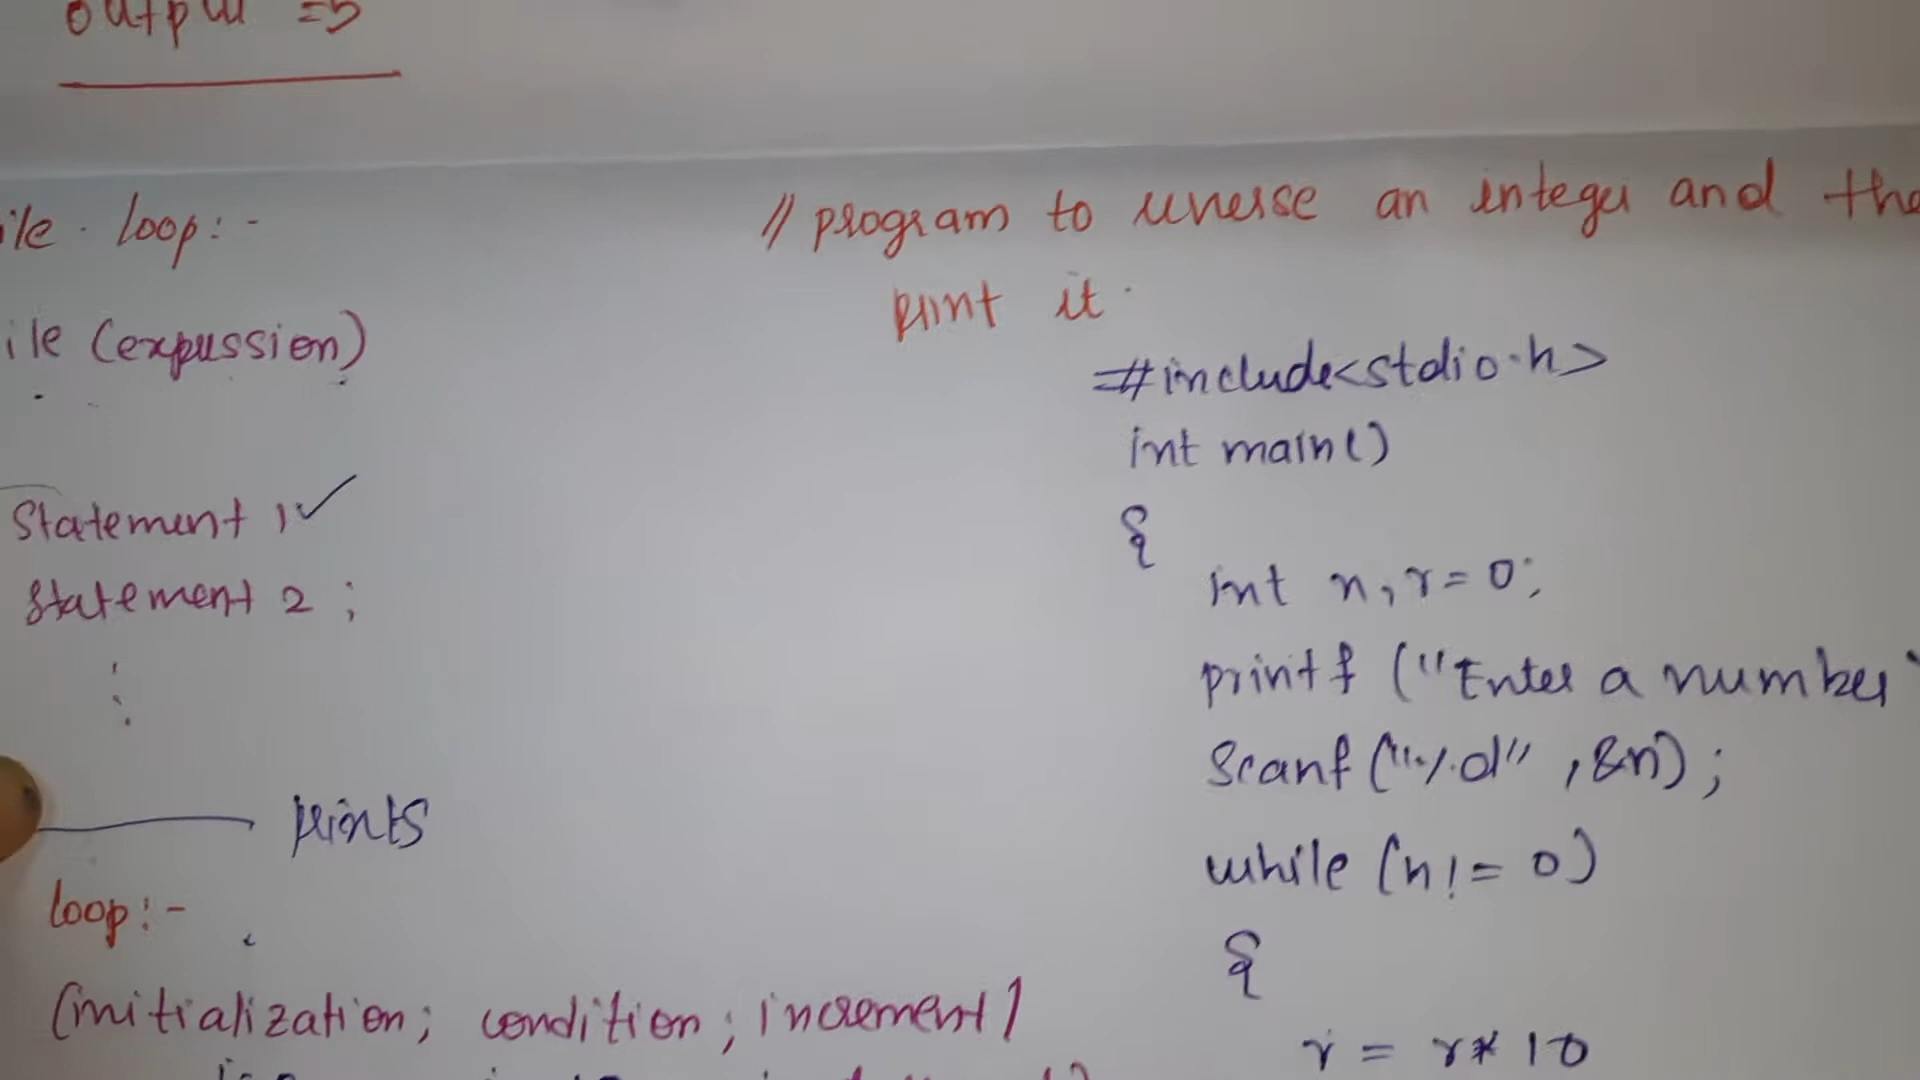 output =>
ile loop:-
ile (expression)
Statement 1
Statement 2 ;
prints
loop:-
(initialization; condition; increment)
// program to reverse an integer and the
print it.
#include<stdio.h>
int main()
{
int n, r=0;
printf ("Enter a number"
Scanf ("%d" , &n) ;
while (n != 0)
{
r = r* 10